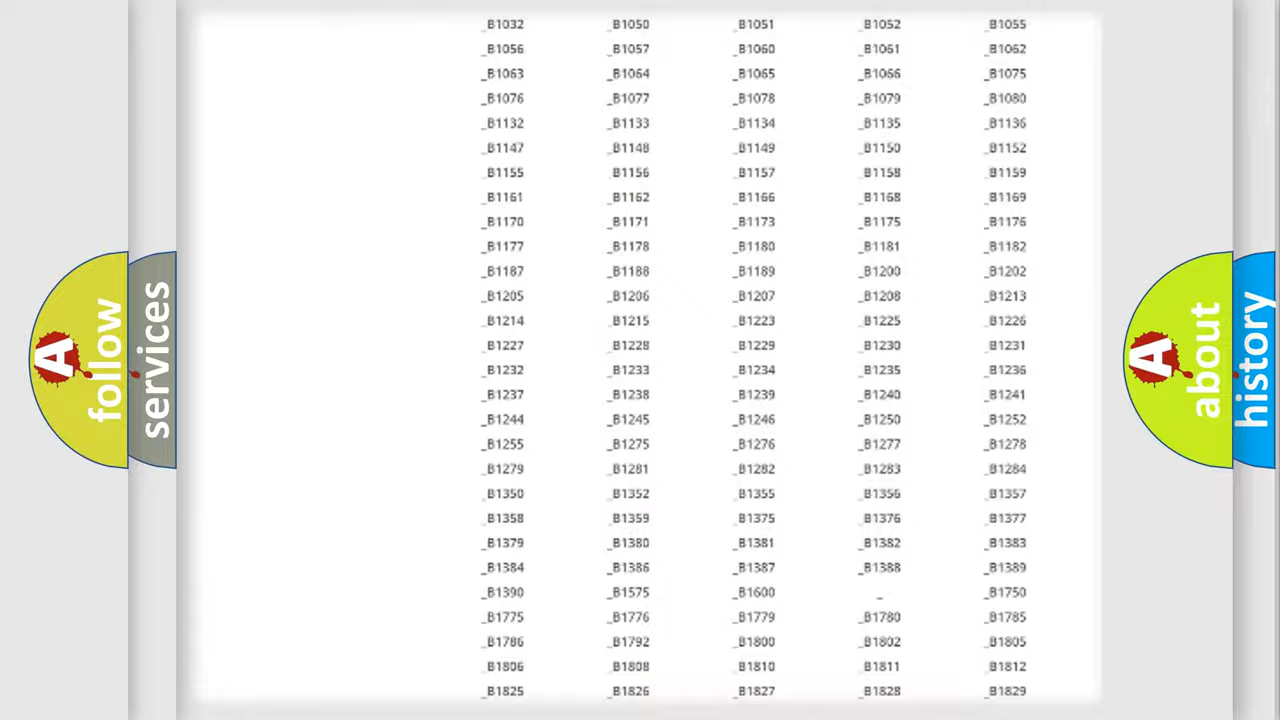 _B1032 _B1050 _B1051 _B1052 _B1055
_B1056 _B1057 _B1060 _B1061 _B1062
_B1063 _B1064 _B1065 _B1066 _B1075
_B1076 _B1077 _B1078 _B1079 _B1080
_B1132 _B1133 _B1134 _B1135 _B1136
_B1147 _B1148 _B1149 _B1150 _B1152
_B1155 _B1156 _B1157 _B1158 _B1159
_B1161 _B1162 _B1166 _B1168 _B1169
_B1170 _B1171 _B1173 _B1175 _B1176
_B1177 _B1178 _B1180 _B1181 _B1182
_B1187 _B1188 _B1189 _B1200 _B1202
_B1205 _B1206 _B1207 _B1208 _B1213
_B1214 _B1215 _B1223 _B1225 _B1226
_B1227 _B1228 _B1229 _B1230 _B1231
_B1232 _B1233 _B1234 _B1235 _B1236
_B1237 _B1238 _B1239 _B1240 _B1241
_B1244 _B1245 _B1246 _B1250 _B1252
_B1255 _B1275 _B1276 _B1277 _B1278
_B1279 _B1281 _B1282 _B1283 _B1284
_B1350 _B1352 _B1355 _B1356 _B1357
_B1358 _B1359 _B1375 _B1376 _B1377
_B1379 _B1380 _B1381 _B1382 _B1383
_B1384 _B1386 _B1387 _B1388 _B1389
_B1390 _B1575 _B1600 _ _B1750
_B1775 _B1776 _B1779 _B1780 _B1785
_B1786 _B1792 _B1800 _B1802 _B1805
_B1806 _B1808 _B1810 _B1811 _B1812
_B1825 _B1826 _B1827 _B1828 _B1829
A
follow
services
A
about
history